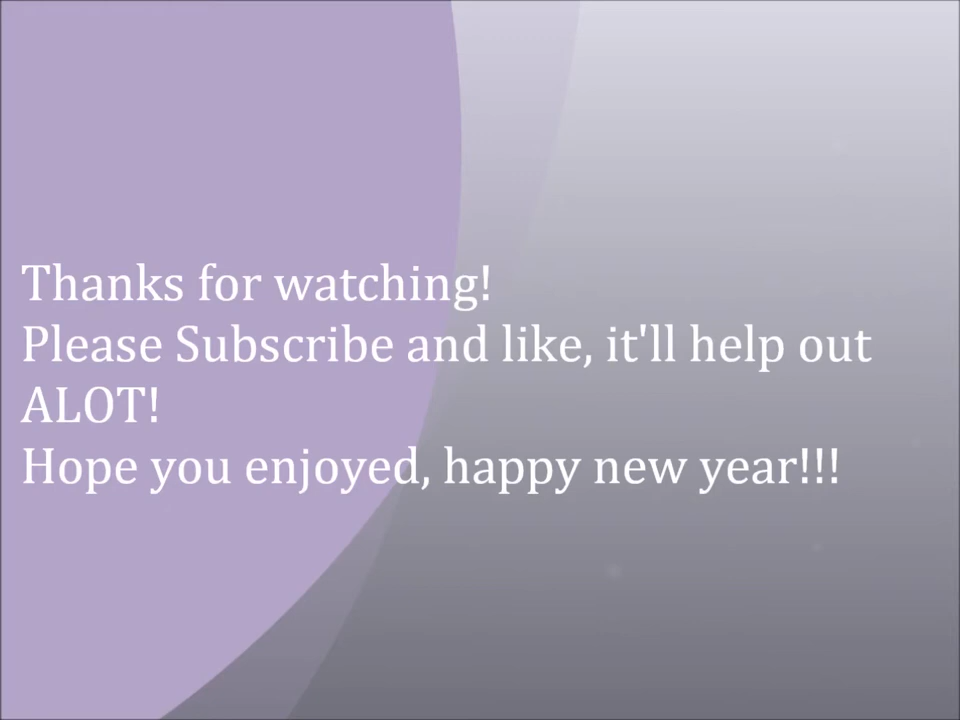 Thanks for watching!
Please Subscribe and like, it'll help out
ALOT!
Hope you enjoyed, happy new year!!!